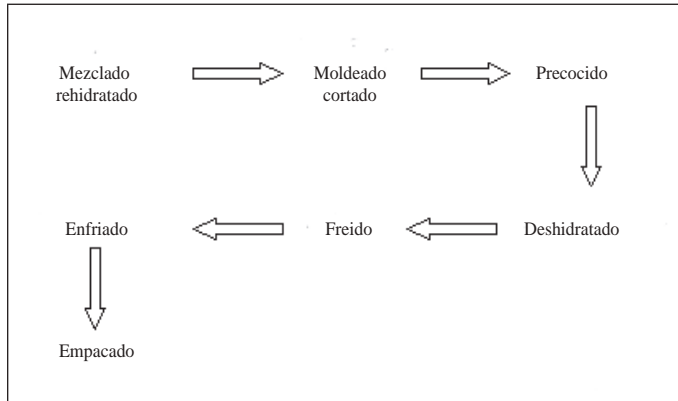 Mezclado
rehidratado
Moldeado
cortado
Precocido
Deshidratado
Freido
Enfriado
Empacado